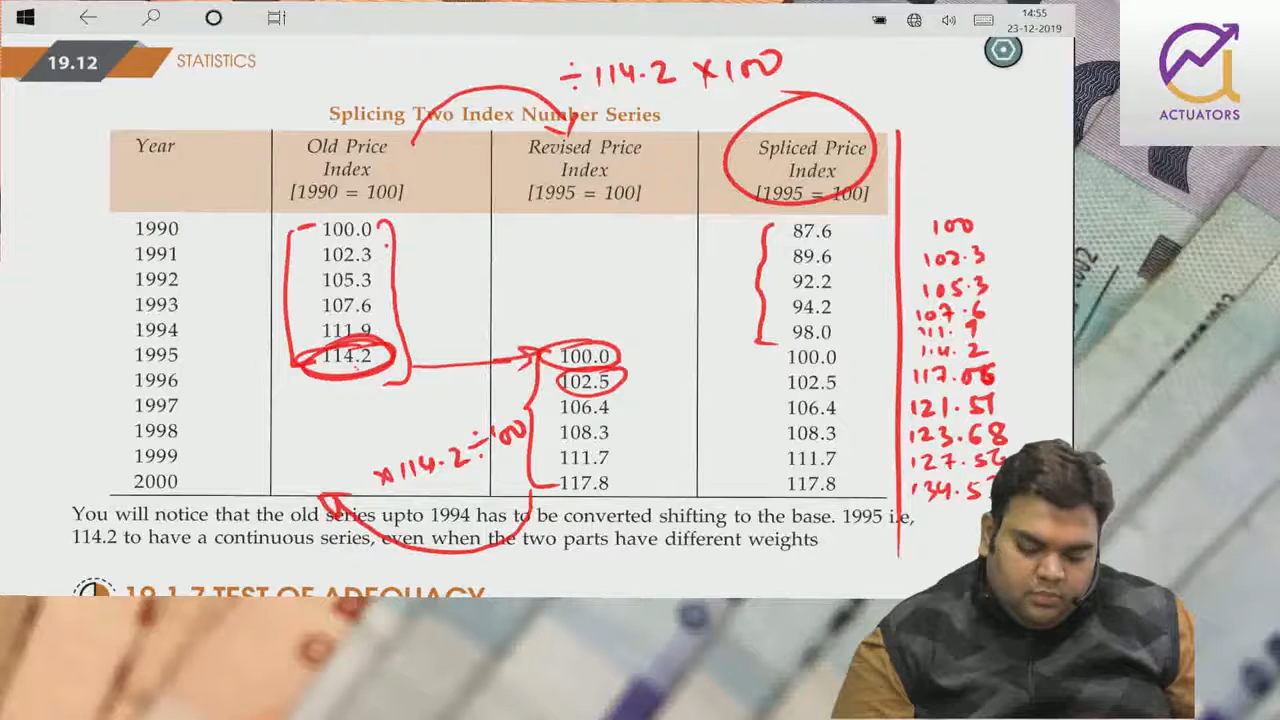 14:55
23-12-2019
19.12
STATISTICS
÷ 114.2 × 100
ACTUATORS
Splicing Two Index Number Series
Year Old Price Index [1990 = 100] Revised Price Index [1995 = 100] Spliced Price Index [1995 = 100]
1990 100.0 87.6 100
1991 102.3 89.6 102.3
1992 105.3 92.2 105.3
1993 107.6 94.2 107.6
1994 111.9 98.0 111.9
1995 114.2 100.0 100.0 114.2
1996 102.5 102.5 117.06
1997 106.4 106.4 121.51
1998 108.3 108.3 123.68
1999 111.7 111.7
2000 117.8 117.8
× 114.2 ÷ 100
You will notice that the old series upto 1994 has to be converted shifting to the base. 1995 i.e,
114.2 to have a continuous series, even when the two parts have different weights
19.1.7 TEST OF ADEQUACY